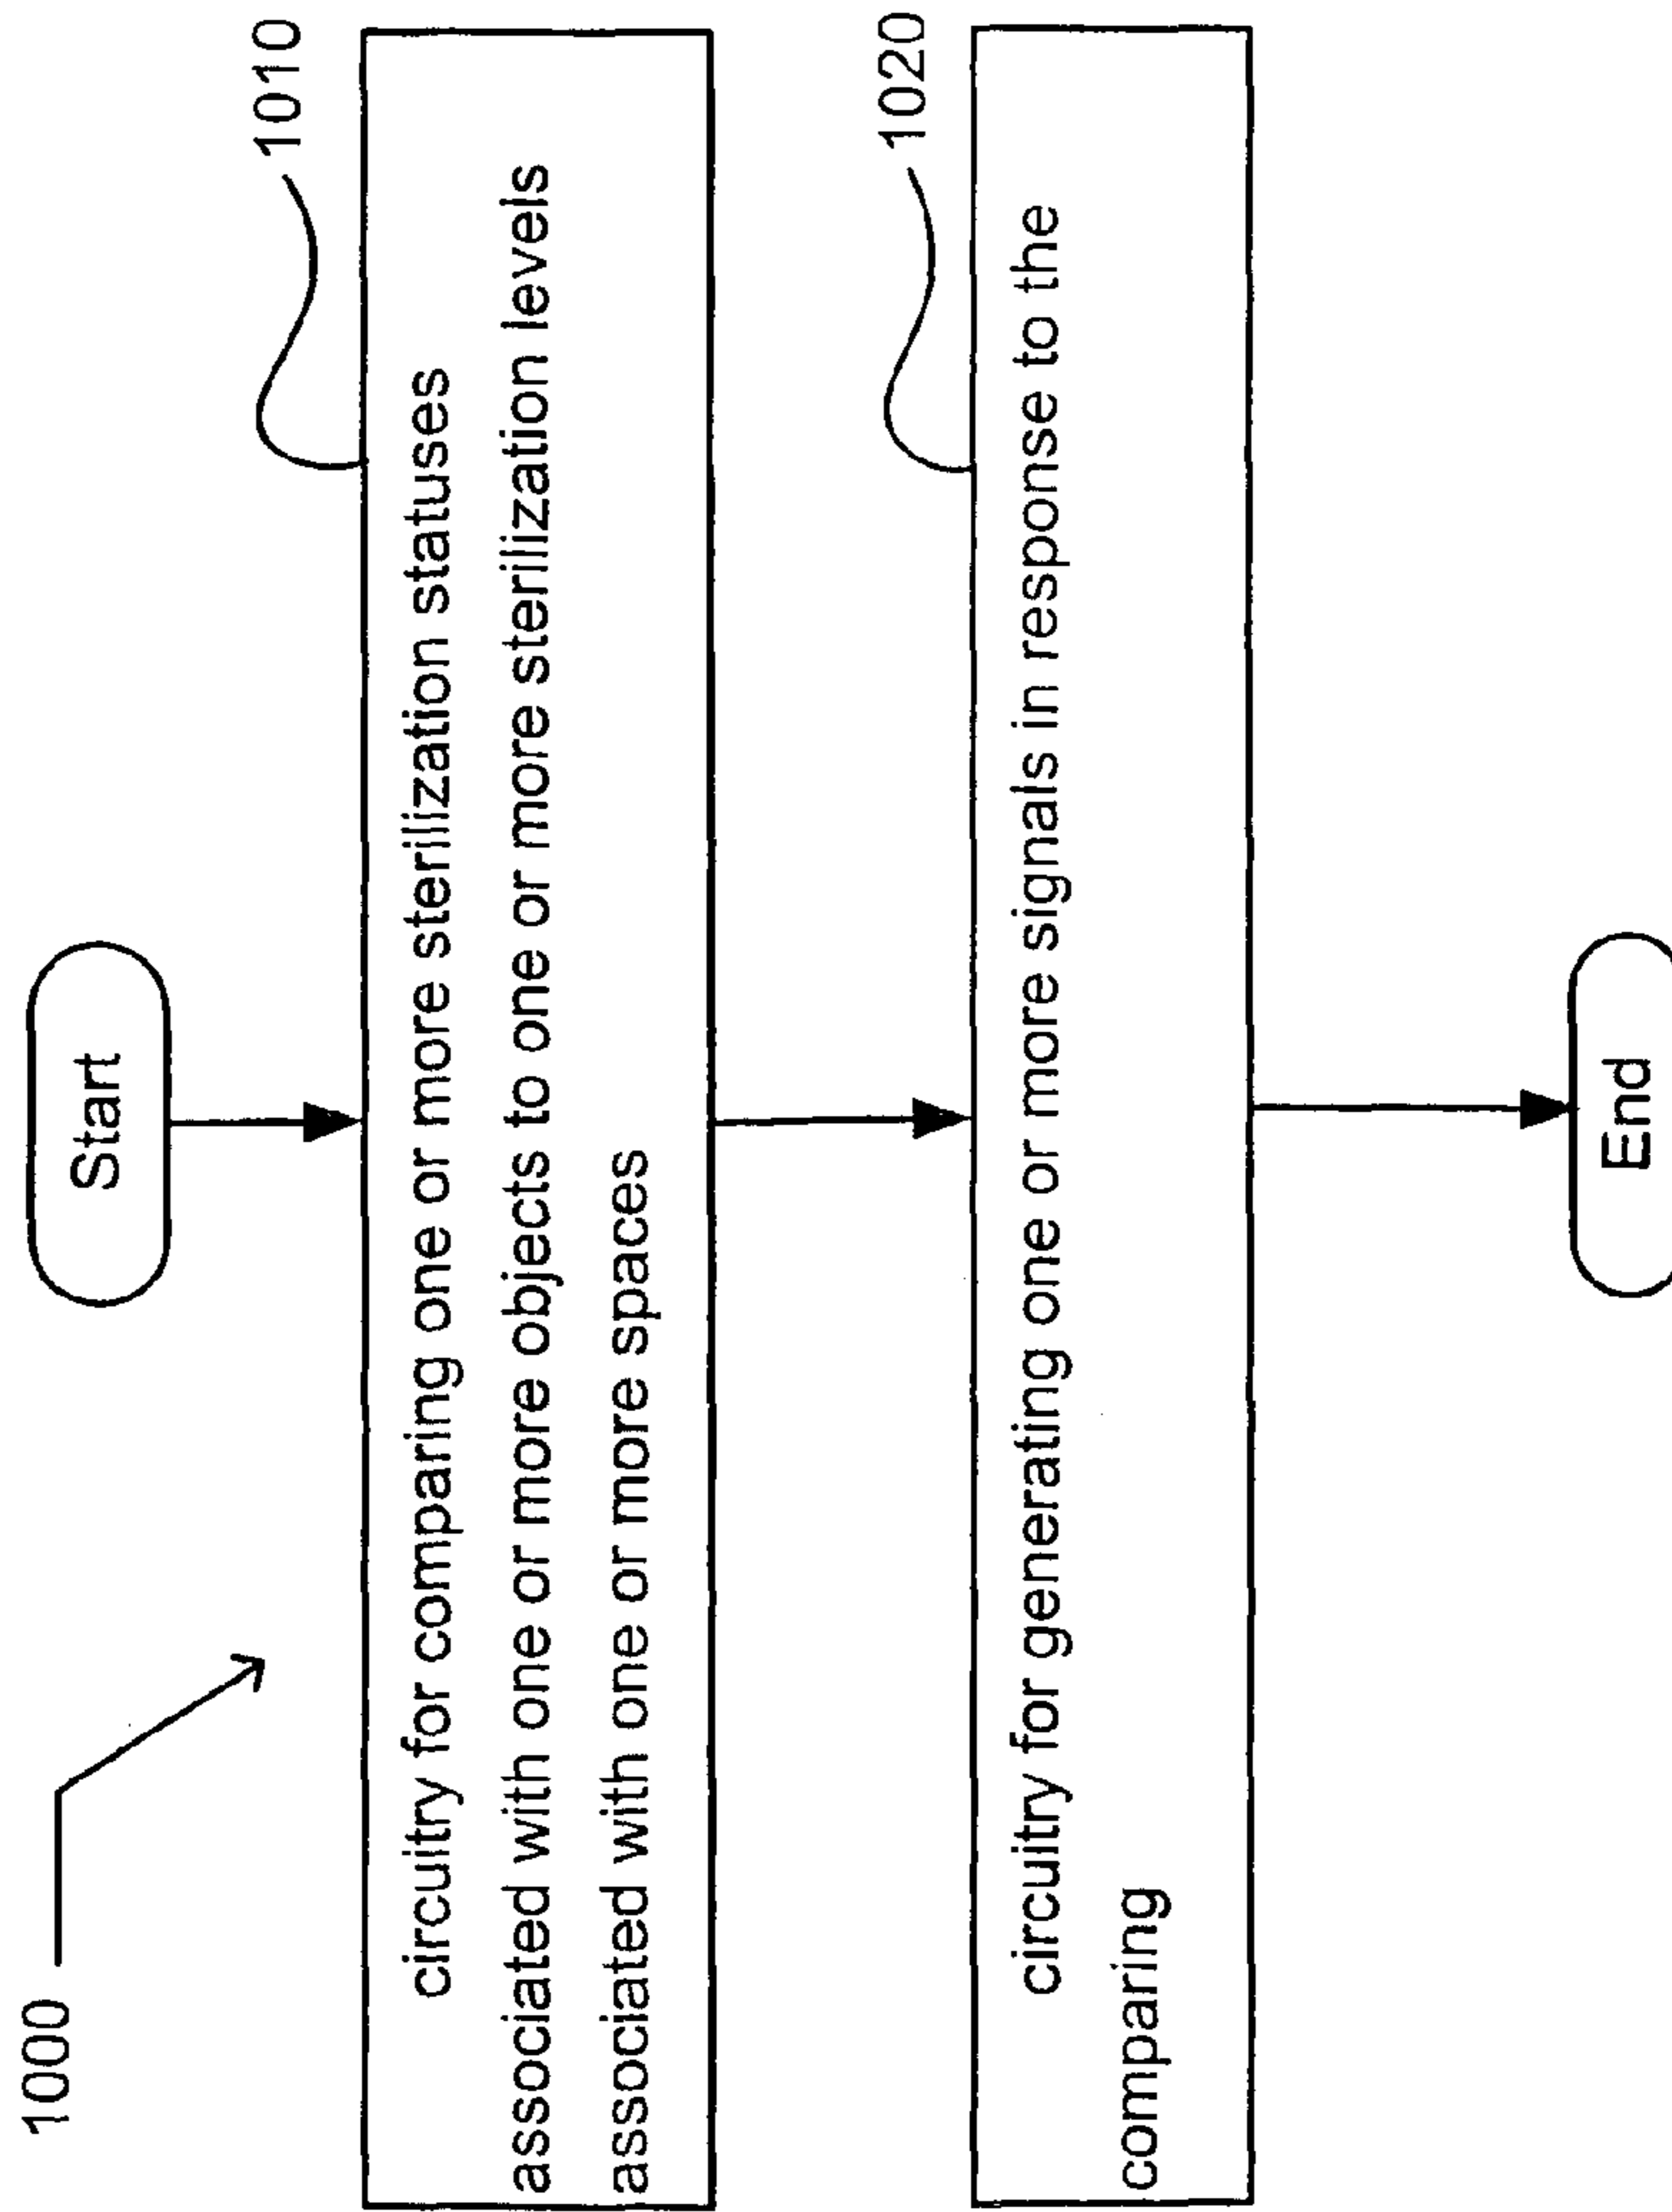 1000
Start
1010
circuitry for comparing one or more sterilization statuses
associated with one or more objects to one or more sterilization levels
associated with one or more spaces
1020
circuitry for generating one or more signals in response to the
comparing
End